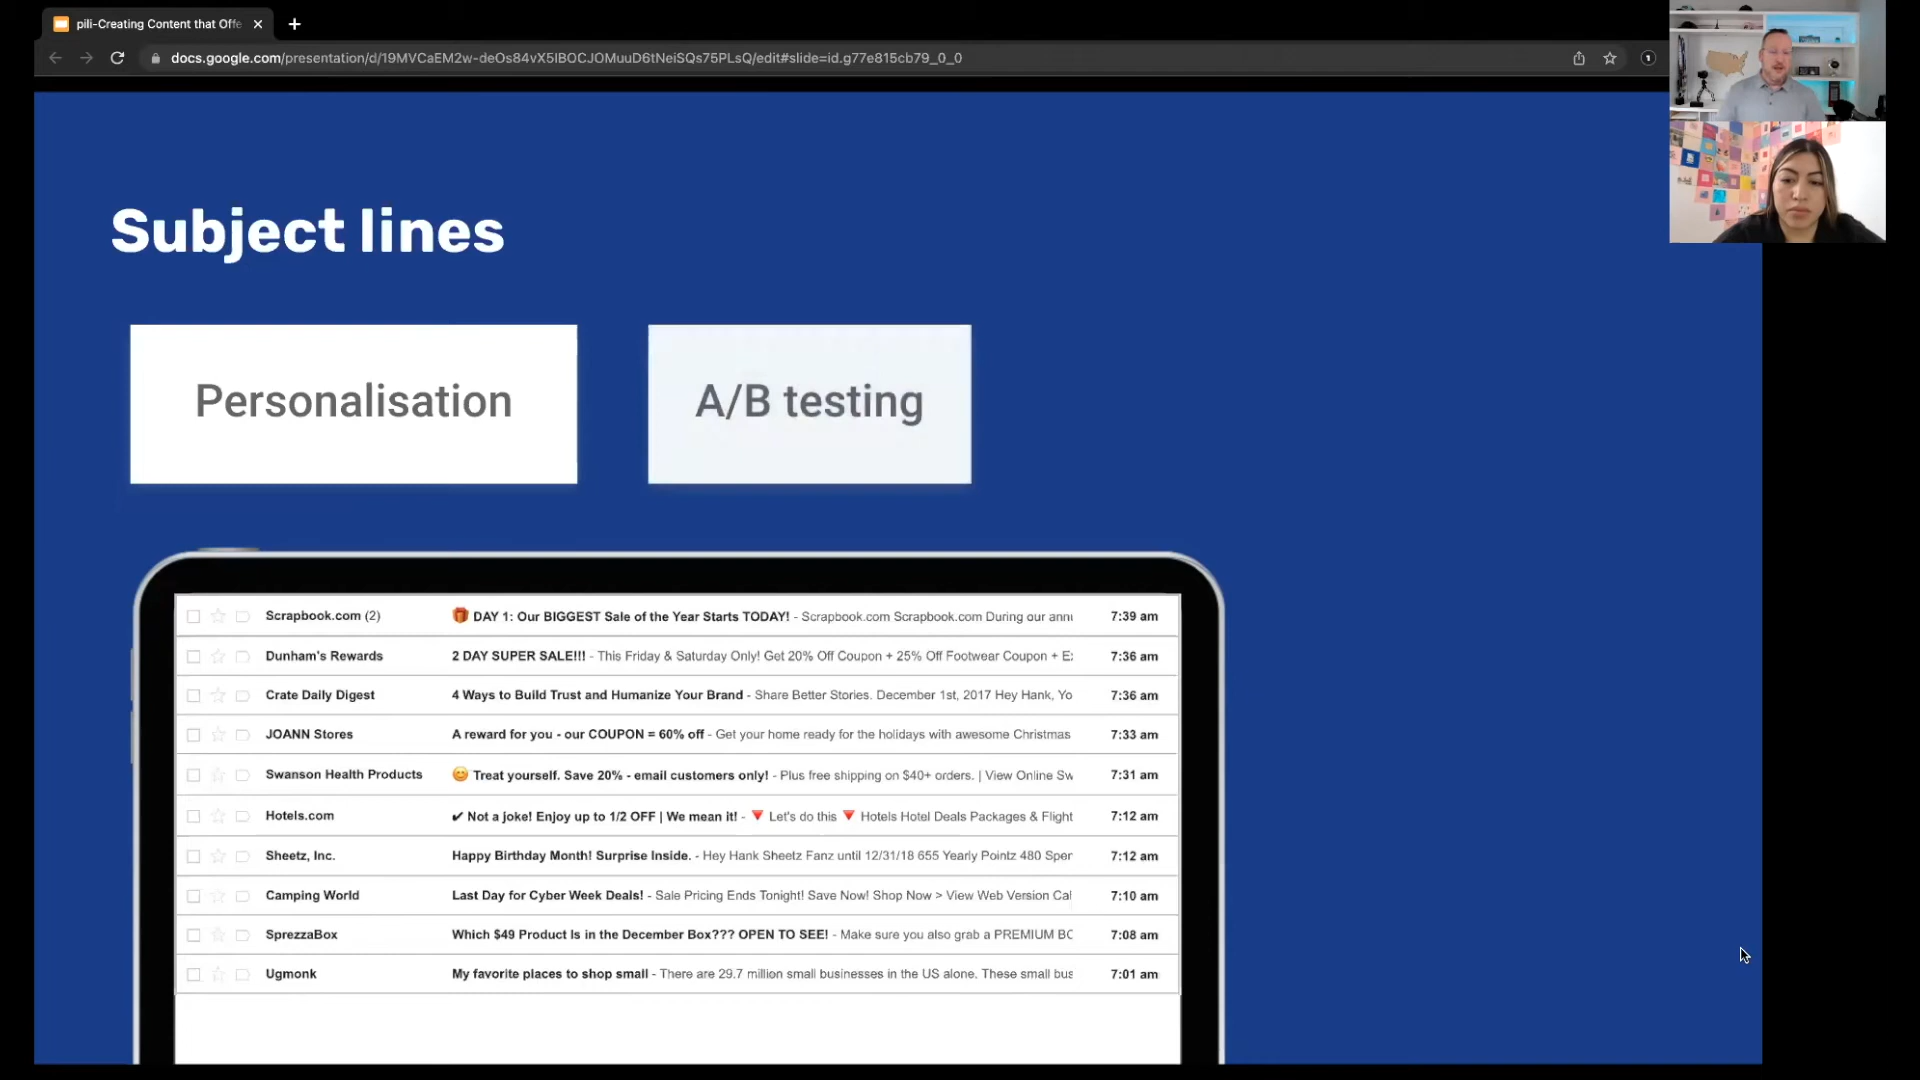 pili-Creating Content that Offe
docs.google.com/presentation/d/19MVCaEM2w-deOs84vX5IBOCJOMuuD6tNeiSQs75PLsQ/edit#slide=id.g77e815cb79_0_0
Subject lines
Personalisation
A/B testing
Scrapbook.com (2) 🎁 DAY 1: Our BIGGEST Sale of the Year Starts TODAY! - Scrapbook.com Scrapbook.com During our annu 7:39 am
Dunham's Rewards 2 DAY SUPER SALE!!! - This Friday & Saturday Only! Get 20% Off Coupon + 25% Off Footwear Coupon + Ex 7:36 am
Crate Daily Digest 4 Ways to Build Trust and Humanize Your Brand - Share Better Stories. December 1st, 2017 Hey Hank, Yo 7:36 am
JOANN Stores A reward for you - our COUPON = 60% off - Get your home ready for the holidays with awesome Christmas 7:33 am
Swanson Health Products 😊 Treat yourself. Save 20% - email customers only! - Plus free shipping on $40+ orders. | View Online Sw 7:31 am
Hotels.com ✔ Not a joke! Enjoy up to 1/2 OFF | We mean it! - 🔻 Let's do this 🔻 Hotels Hotel Deals Packages & Flight 7:12 am
Sheetz, Inc. Happy Birthday Month! Surprise Inside. - Hey Hank Sheetz Fanz until 12/31/18 655 Yearly Pointz 480 Spen 7:12 am
Camping World Last Day for Cyber Week Deals! - Sale Pricing Ends Tonight! Save Now! Shop Now > View Web Version Cal 7:10 am
SprezzaBox Which $49 Product Is in the December Box??? OPEN TO SEE! - Make sure you also grab a PREMIUM BO 7:08 am
Ugmonk My favorite places to shop small - There are 29.7 million small businesses in the US alone. These small bus 7:01 am